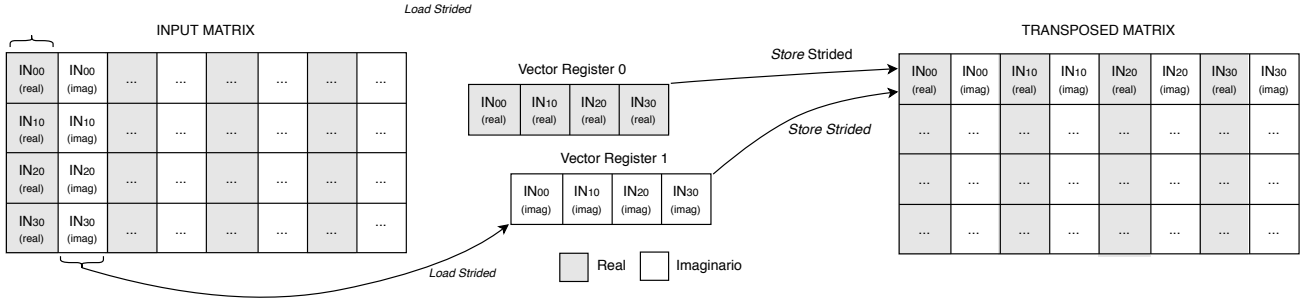 Load Strided
INPUT MATRIX
IN00 IN00 ... ... ... ... ... ...
(real) (imag)
IN10 IN10 ... ... ... ... ... ...
(real) (imag)
IN20 IN20 ... ... ... ... ... ...
(real) (imag)
IN30 IN30 ... ... ... ... ... ...
(real) (imag)
Vector Register 0
IN00 IN10 IN20 IN30
(real) (real) (real) (real)
Vector Register 1
IN00 IN10 IN20 IN30
(imag) (imag) (imag) (imag)
Load Strided
Real Imaginario
Store Strided
Store Strided
TRANSPOSED MATRIX
IN00 IN00 IN10 IN10 IN20 IN20 IN30 IN30
(real) (imag) (real) (imag) (real) (imag) (real) (imag)
... ... ... ... ... ... ... ...
... ... ... ... ... ... ... ...
... ... ... ... ... ... ... ...